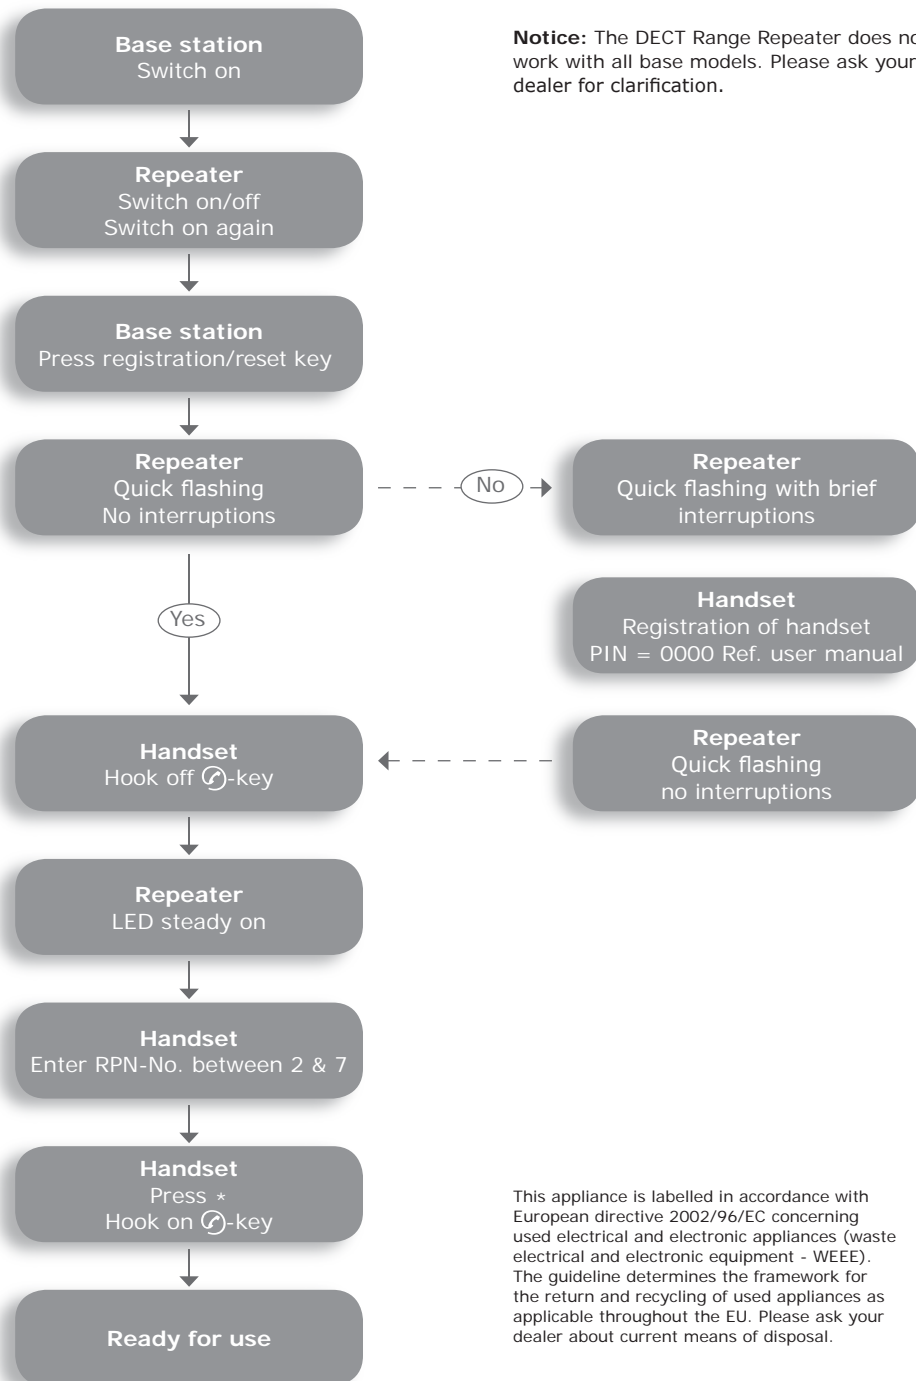 Base station
Switch on
Notice: The DECT Range Repeater does no
work with all base models. Please ask your
dealer for clarification.
Repeater
Switch on/off
Switch on again
Base station
Press registration/reset key
Repeater
Quick flashing
No interruptions
No
Repeater
Quick flashing with brief
interruptions
Yes
Handset
Registration of handset
PIN = 0000 Ref. user manual
Handset
Hook off -key
Repeater
Quick flashing
no interruptions
Repeater
LED steady on
Handset
Enter RPN-No. between 2 & 7
Handset
Press *
Hook on -key
Ready for use
This appliance is labelled in accordance with
European directive 2002/96/EC concerning
used electrical and electronic appliances (waste
electrical and electronic equipment - WEEE).
The guideline determines the framework for
the return and recycling of used appliances as
applicable throughout the EU. Please ask your
dealer about current means of disposal.